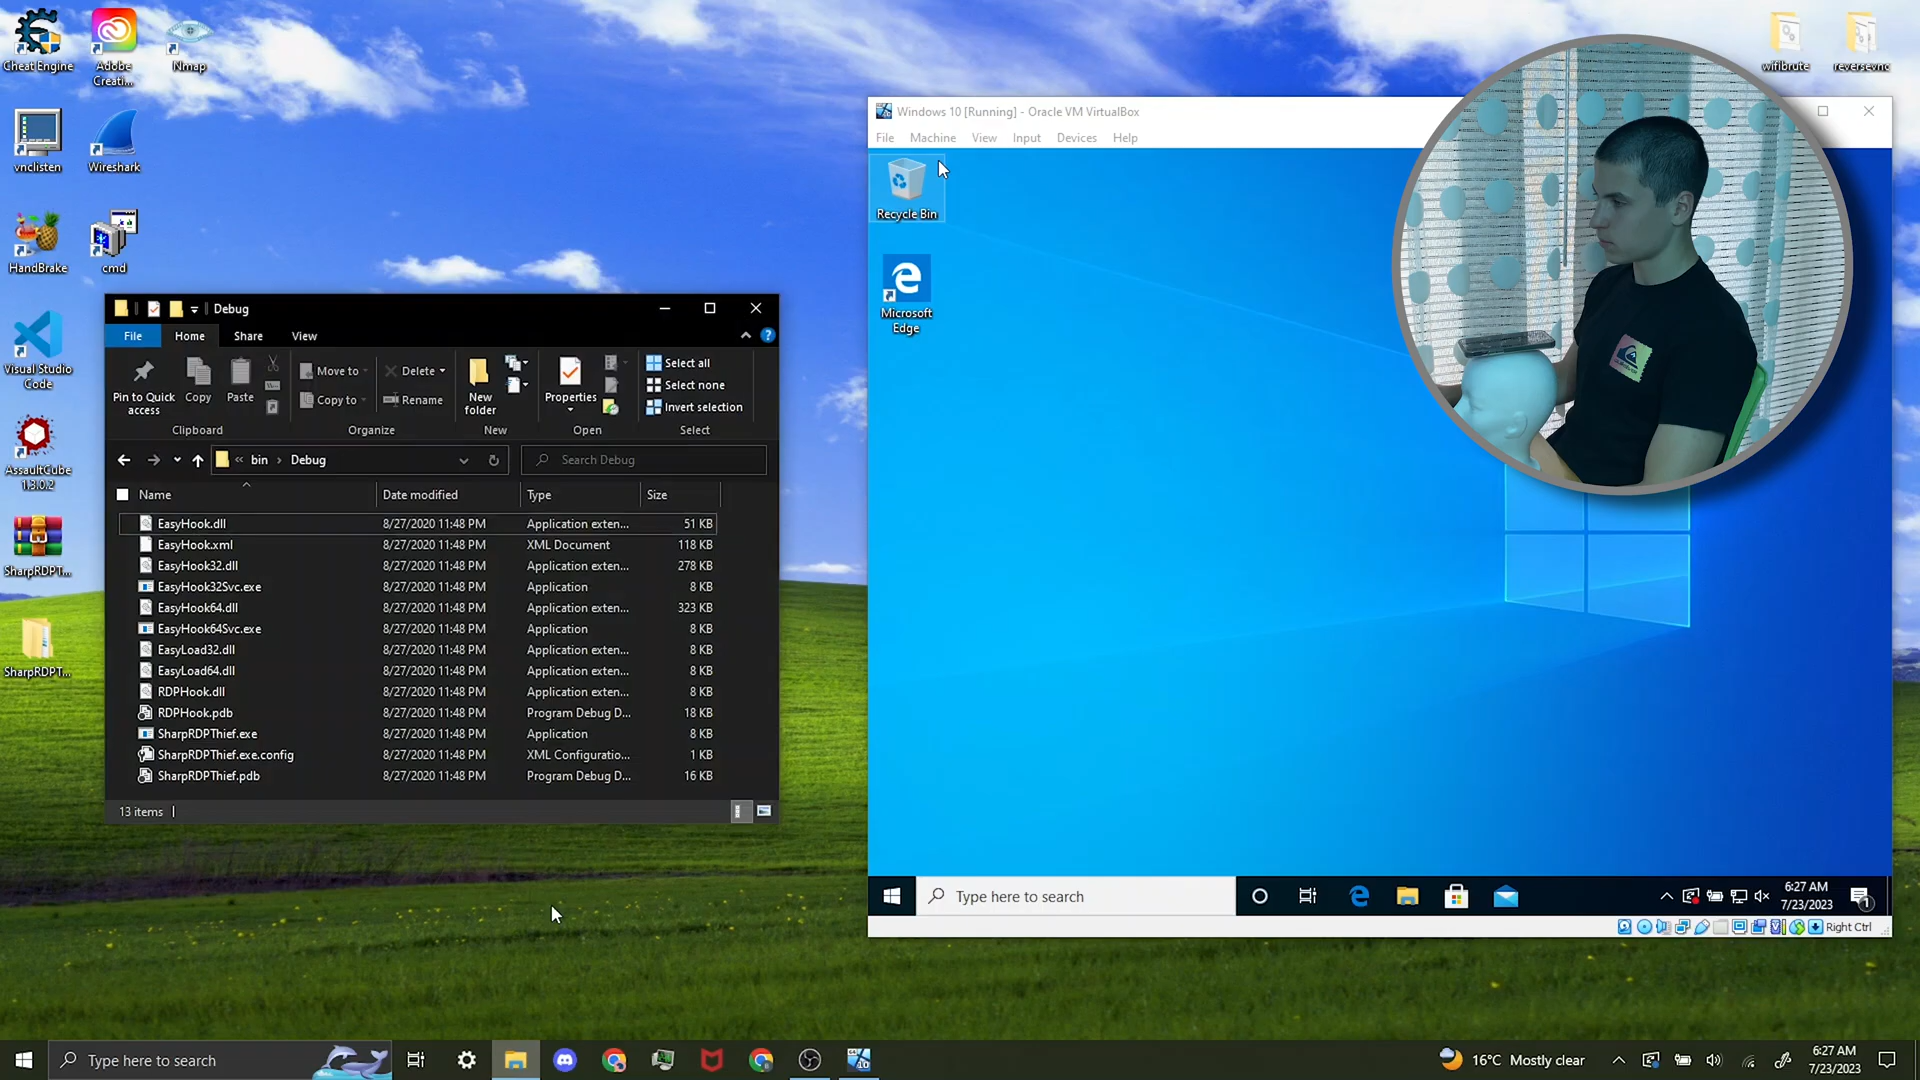 Cheat Engine
Adobe
Creati...
Nmap
vnclisten
Wireshark
HandBrake
cmd
Visual Studio
Code
AssaultCube
1.3.0.2
SharpRDPT...
SharpRDPT...
wifibrute
reversevnc
Debug
File
Home
Share
View
Pin to Quick
access
Copy
Paste
Move to
Copy to
Delete
Rename
New
folder
Properties
Select all
Select none
Invert selection
Clipboard
Organize
New
Open
Select
« bin › Debug
Search Debug
Name Date modified Type Size
EasyHook.dll 8/27/2020 11:48 PM Application exten... 51 KB
EasyHook.xml 8/27/2020 11:48 PM XML Document 118 KB
EasyHook32.dll 8/27/2020 11:48 PM Application exten... 278 KB
EasyHook32Svc.exe 8/27/2020 11:48 PM Application 8 KB
EasyHook64.dll 8/27/2020 11:48 PM Application exten... 323 KB
EasyHook64Svc.exe 8/27/2020 11:48 PM Application 8 KB
EasyLoad32.dll 8/27/2020 11:48 PM Application exten... 8 KB
EasyLoad64.dll 8/27/2020 11:48 PM Application exten... 8 KB
RDPHook.dll 8/27/2020 11:48 PM Application exten... 8 KB
RDPHook.pdb 8/27/2020 11:48 PM Program Debug D... 18 KB
SharpRDPThief.exe 8/27/2020 11:48 PM Application 8 KB
SharpRDPThief.exe.config 8/27/2020 11:48 PM XML Configuratio... 1 KB
SharpRDPThief.pdb 8/27/2020 11:48 PM Program Debug D... 16 KB
13 items
Windows 10 [Running] - Oracle VM VirtualBox
File Machine View Input Devices Help
Recycle Bin
Microsoft
Edge
Type here to search
6:27 AM
7/23/2023
1
Right Ctrl
Type here to search
10
16°C Mostly clear
6:27 AM
7/23/2023